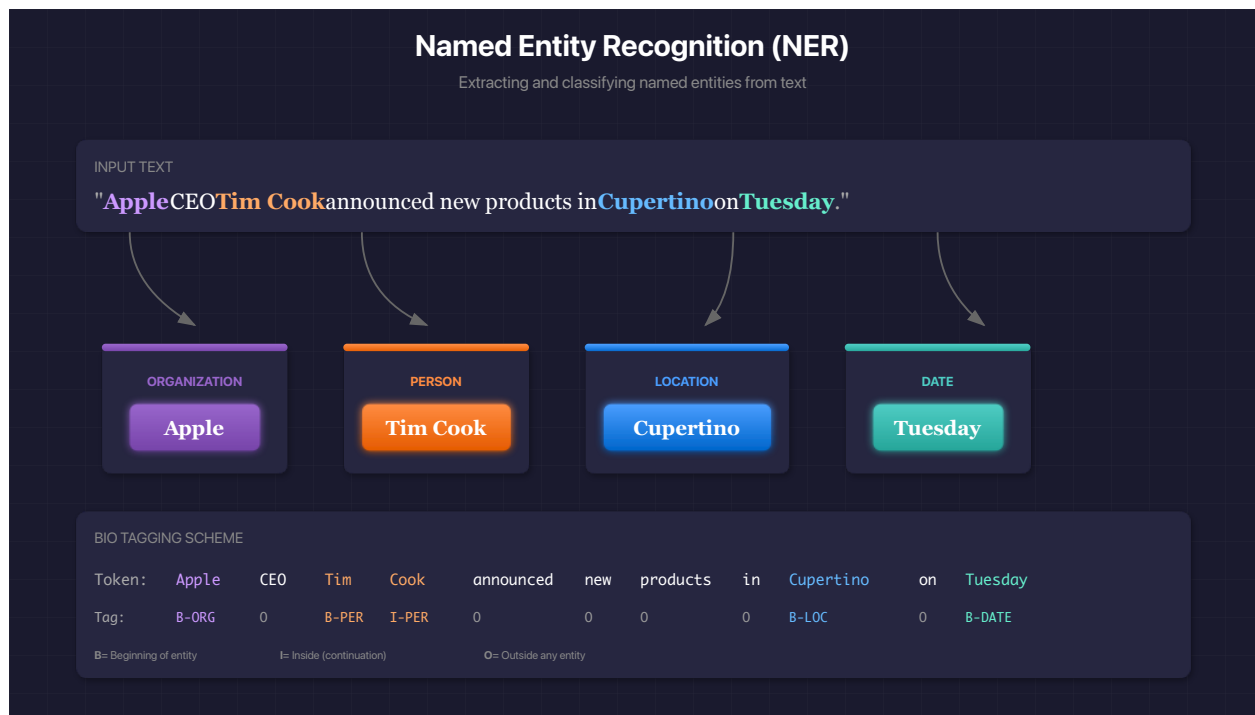 Named Entity Recognition (NER)
Extracting and classifying named entities from text
INPUT TEXT
"AppleCEOTim Cookannounced new products inCupertinoonTuesday."
ORGANIZATION PERSON LOCATION DATE
Apple Tim Cook Cupertino Tuesday
BIO TAGGING SCHEME
Token: Apple CEO Tim Cook announced new products in Cupertino on Tuesday
Tag: B-ORG O B-PER I-PER O O O O B-LOC O B-DATE
B= Beginning of entity I= Inside (continuation) O= Outside any entity